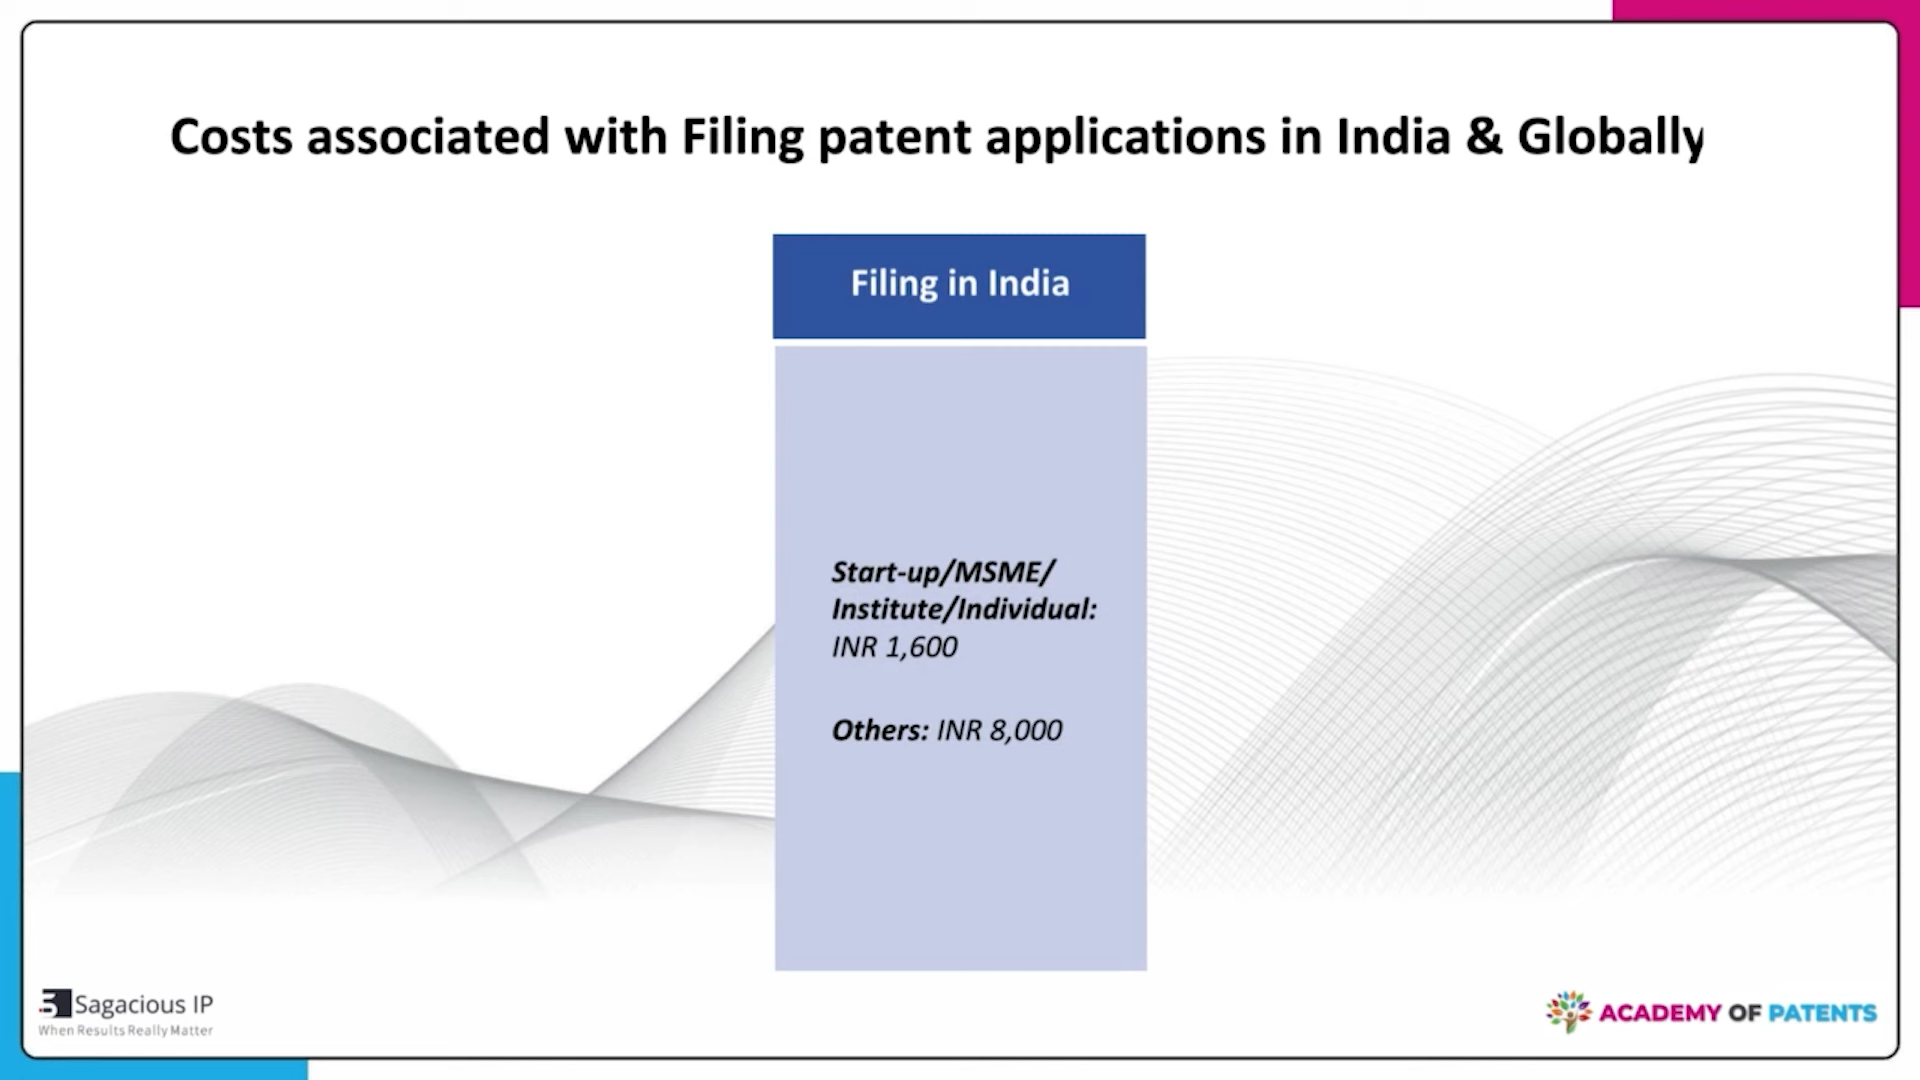 Costs associated with Filing patent applications in India & Globally
Filing in India
Start-up/MSME/
Institute/Individual:
INR 1,600
Others: INR 8,000
Sagacious IP
When Results Really Matter
ACADEMY OF PATENTS